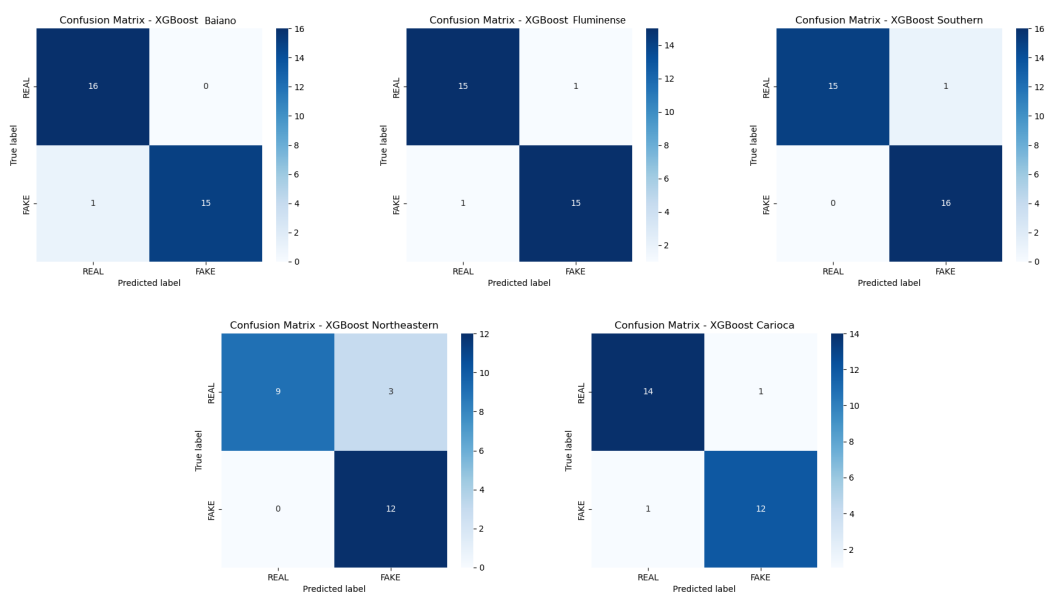 Confusion Matrix - XGBoost Baiano
REAL
FAKE
True label
16
0
1
15
REAL
FAKE
Predicted label
16
14
12
10
8
6
4
2
0
Confusion Matrix - XGBoost Fluminense
REAL
FAKE
True label
15
1
1
15
REAL
FAKE
Predicted label
14
12
10
8
6
4
2
Confusion Matrix - XGBoost Southern
REAL
FAKE
True label
15
1
0
16
REAL
FAKE
Predicted label
16
14
12
10
8
6
4
2
0
Confusion Matrix - XGBoost Northeastern
REAL
FAKE
True label
9
3
0
12
REAL
FAKE
Predicted label
12
10
8
6
4
2
0
Confusion Matrix - XGBoost Carioca
REAL
FAKE
True label
14
1
1
12
REAL
FAKE
Predicted label
14
12
10
8
6
4
2